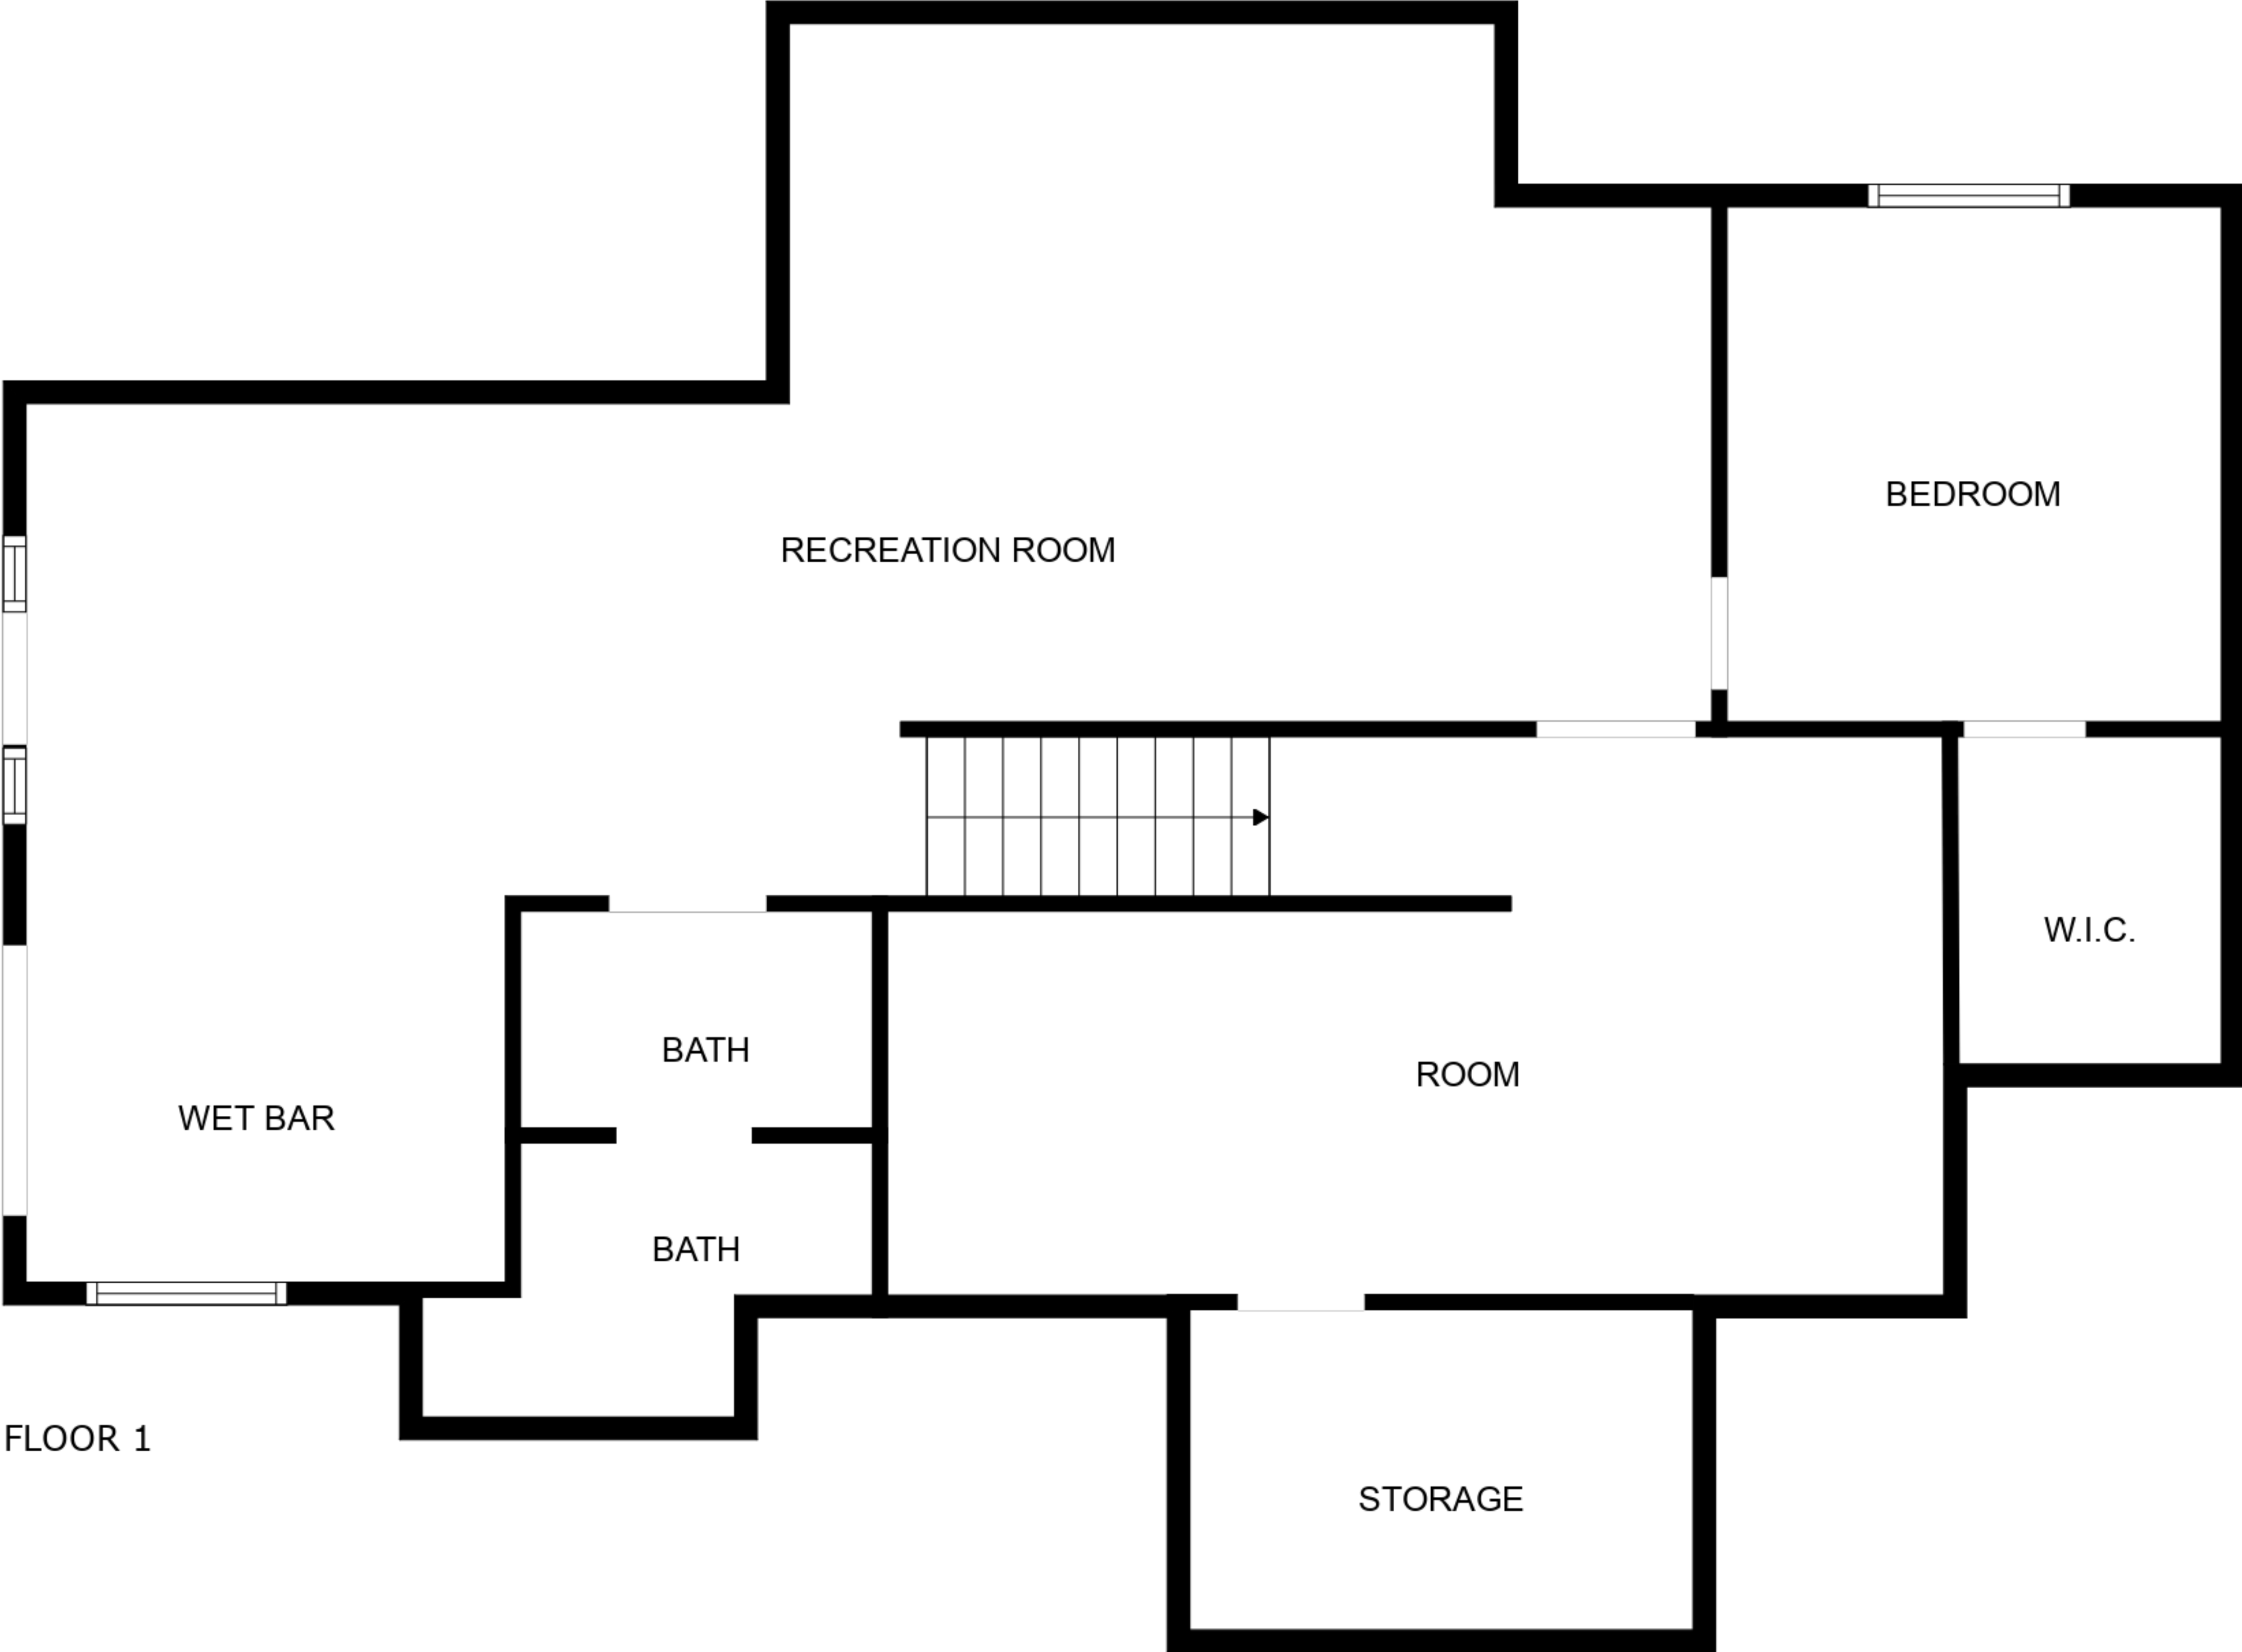 BEDROOM
RECREATION ROOM
W.I.C.
BATH
ROOM
WET BAR
BATH
FLOOR 1
STORAGE